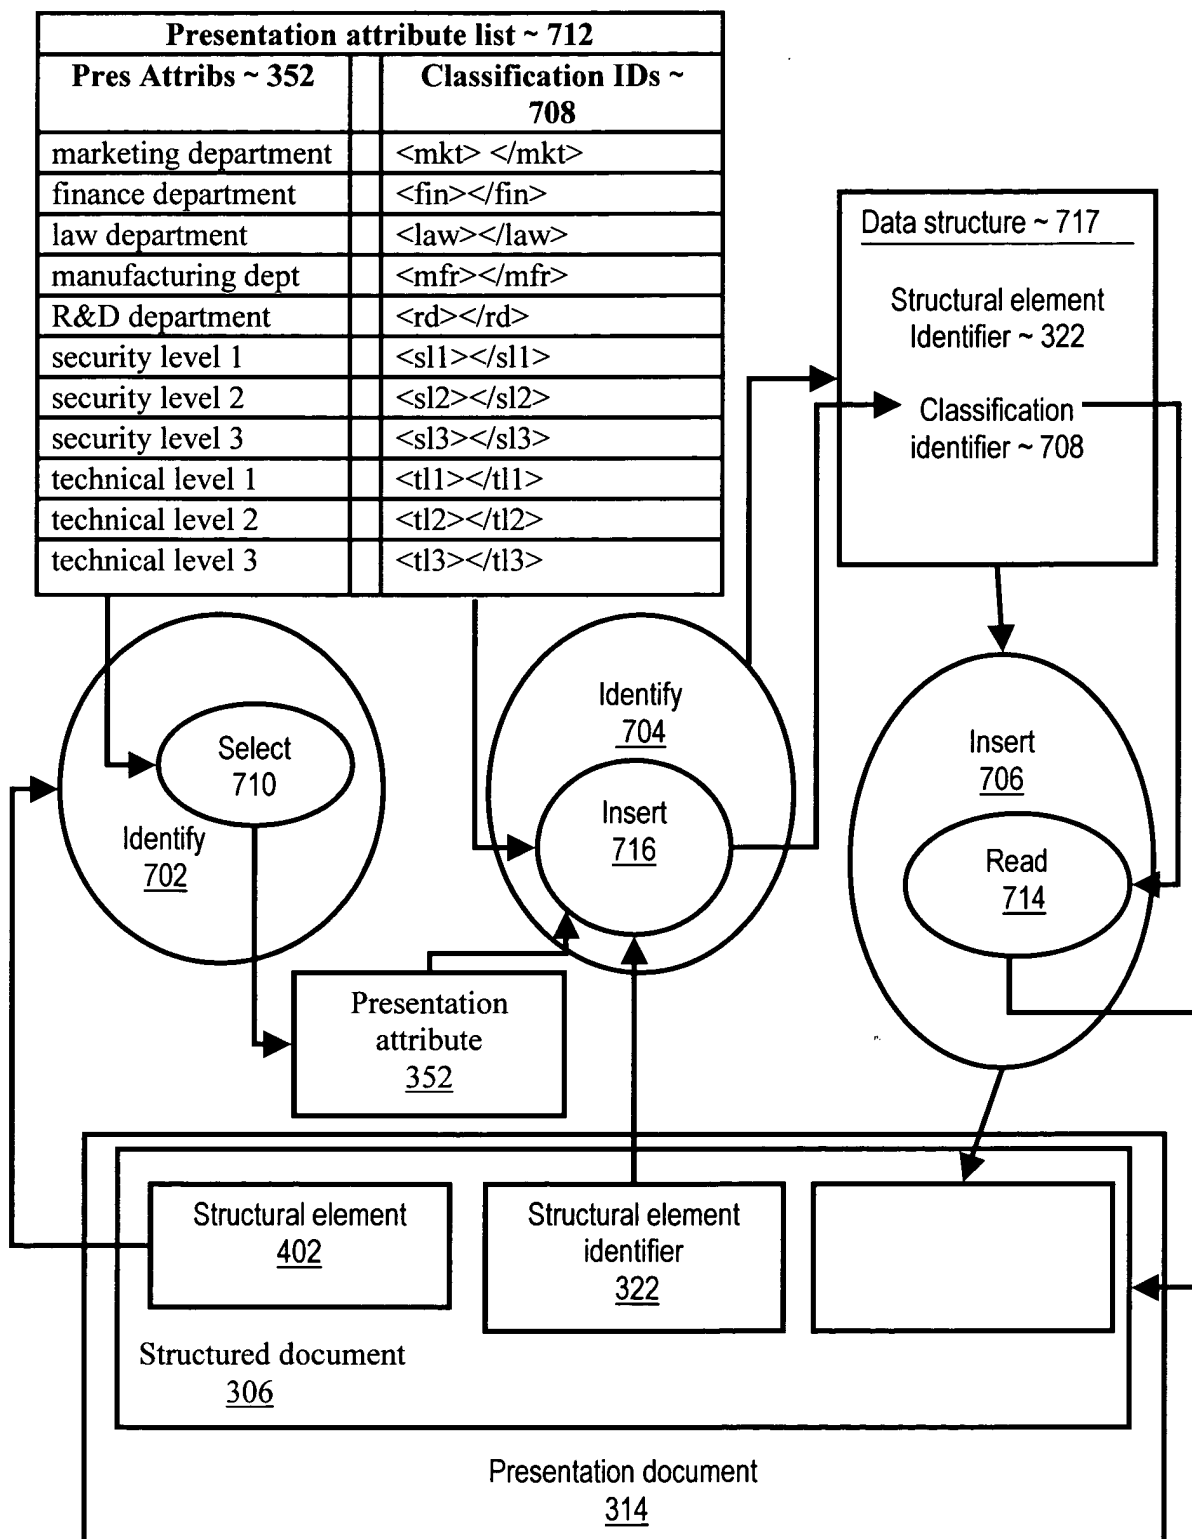 Presentation attribute list ~ 712
Pres Attribs ~ 352 Classification IDs ~
708
marketing department <mkt> </mkt>
finance department <fin></fin>
law department <law></law>
manufacturing dept <mfr></mfr>
R&D department <rd></rd>
security level 1 <sl1></sl1>
security level 2 <sl2></sl2>
security level 3 <sl3></sl3>
technical level 1 <tl1></tl1>
technical level 2 <tl2></tl2>
technical level 3 <tl3></tl3>
Data structure ~ 717
Structural element
Identifier ~ 322
Classification
identifier ~ 708
Select
710
Identify
702
Identify
704
Insert
716
Insert
706
Read
714
Presentation
attribute
352
Structural element
402
Structural element
identifier
322
Structured document
306
Presentation document
314